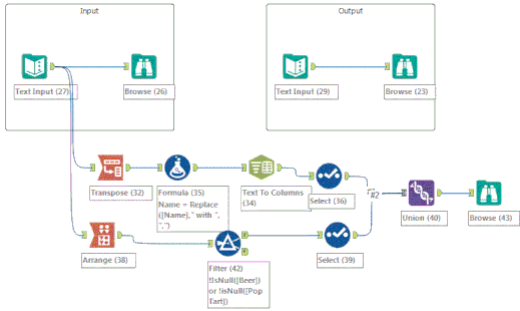 Input
Output
Text Input (27)
Browse (26)
Text Input (29)
Browse (23)
Transpose (32)
Formula (35)
Name = Replace
([Name]," with ",
",")
Text To Columns
(34)
Select (36)
#2
Union (40)
Browse (43)
Arrange (38)
Filter (42)
!IsNull([Beer])
or !isNull([Pop
Tart])
Select (39)